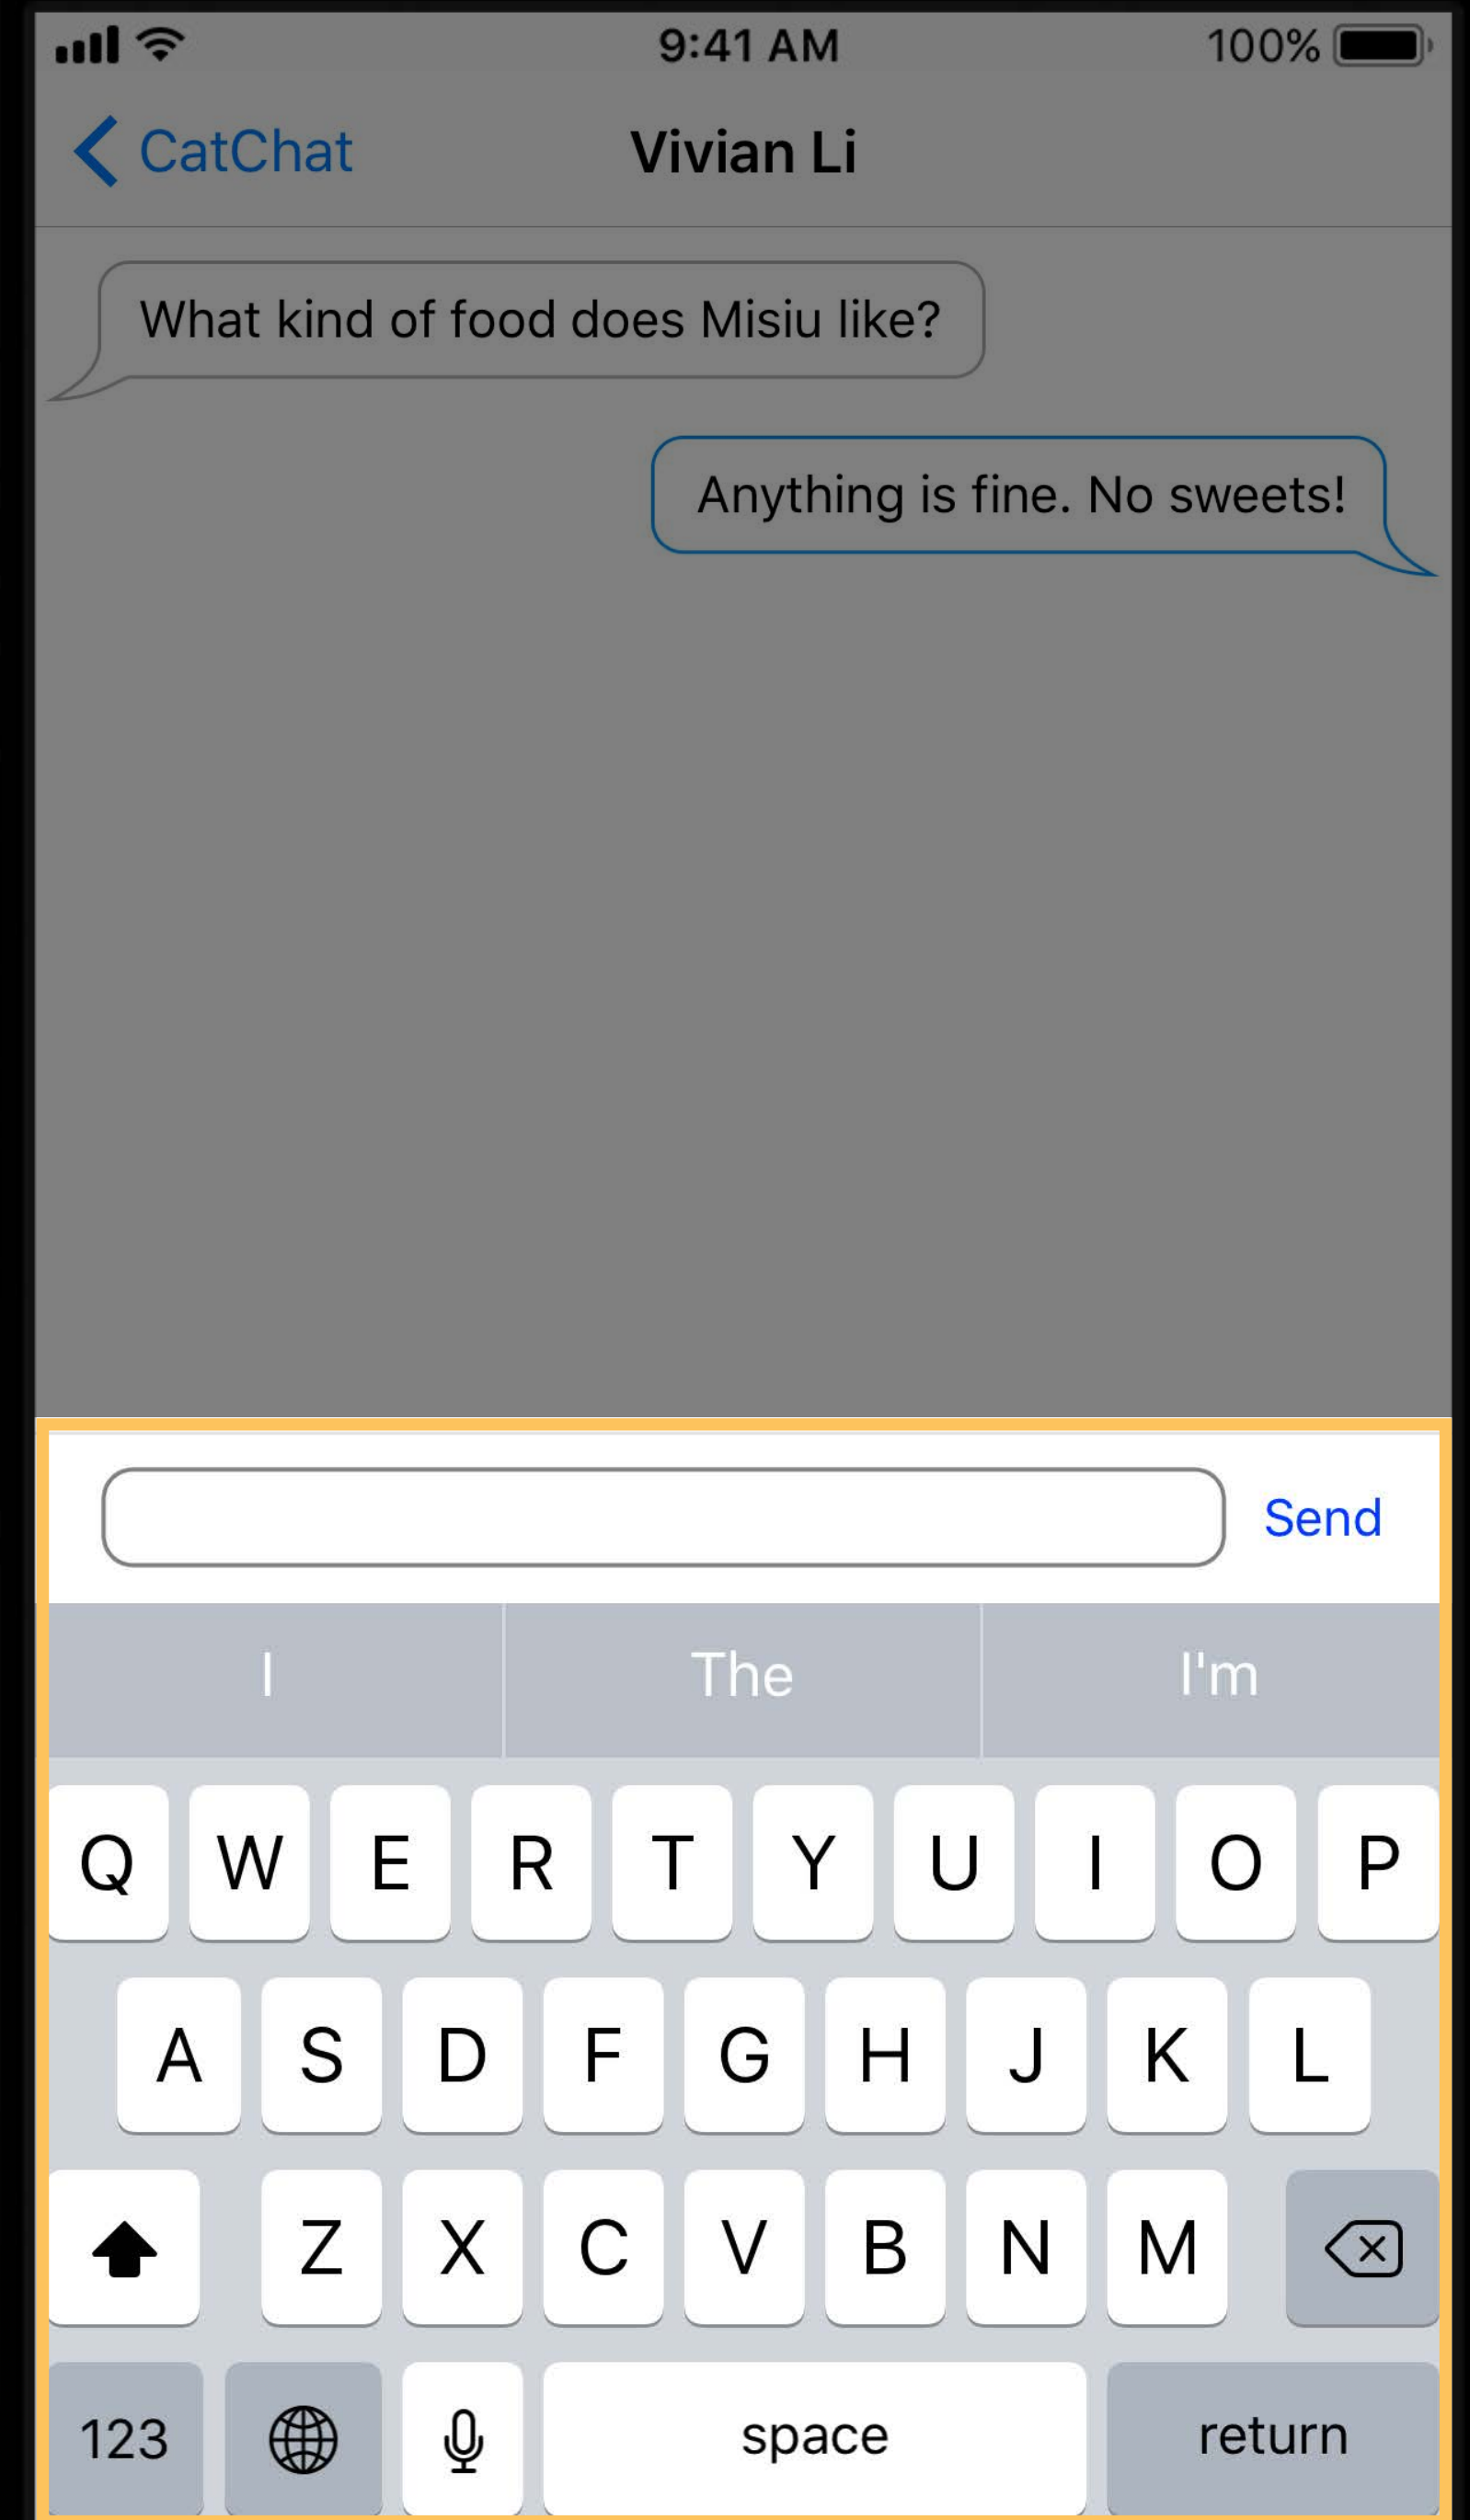 9:41 AM 100%
CatChat Vivian Li
What kind of food does Misiu like?
Anything is fine. No sweets!
Send
I The I'm
Q W E R T Y U I O P
A S D F G H J K L
Z X C V B N M
123 space return